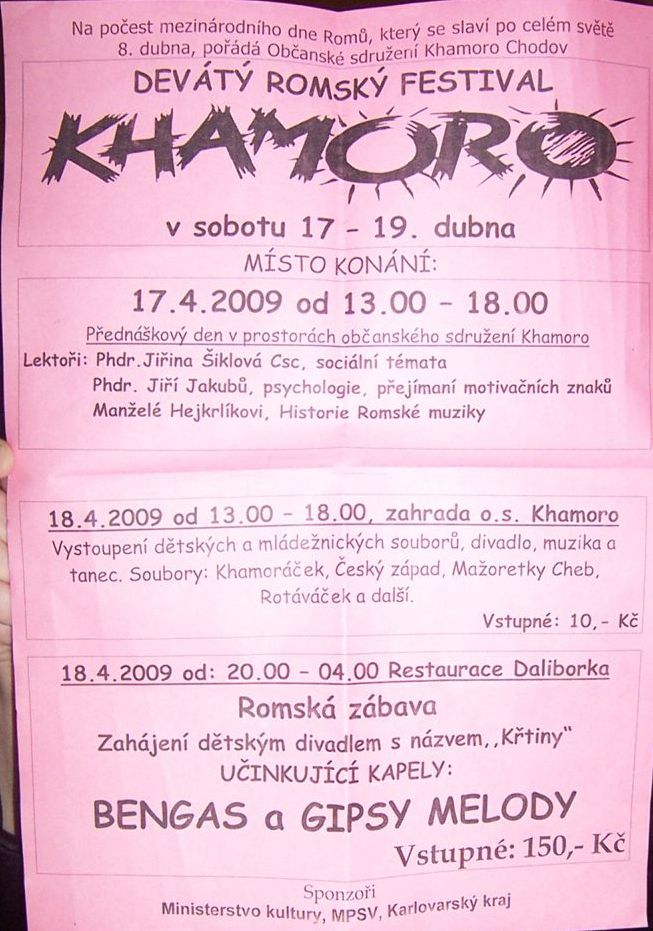 Na počest mezinárodního dne Romů, který se slaví po celém světě
8. dubna, pořádá Občanské sdružení Khamoro Chodov
DEVÁTÝ ROMSKÝ FESTIVAL
KHAMORO
v sobotu 17 - 19. dubna
MÍSTO KONÁNÍ:
17.4.2009 od 13.00 - 18.00
Přednáškový den v prostorách občanského sdružení Khamoro
Lektoři: Phdr.Jiřina Šiklová Csc, sociální témata
Phdr. Jiří Jakubů, psychologie, přejímaní motivačních znaků
Manželé Hejkrlíkovi, Historie Romské muziky
18.4.2009 od 13.00 - 18.00, zahrada o.s. Khamoro
Vystoupení dětských a mládežnických souborů, divadlo, muzika a
tanec. Soubory: Khamoráček, Český západ, Mažoretky Cheb,
Rotáváček a další.
Vstupné: 10,- Kč
18.4.2009 od: 20.00 - 04.00 Restaurace Daliborka
Romská zábava
Zahájení dětským divadlem s názvem,,Křtiny"
UČINKUJÍCÍ KAPELY:
BENGAS a GIPSY MELODY
Vstupné: 150,- Kč
Sponzoři
Ministerstvo kultury, MPSV, Karlovarský kraj